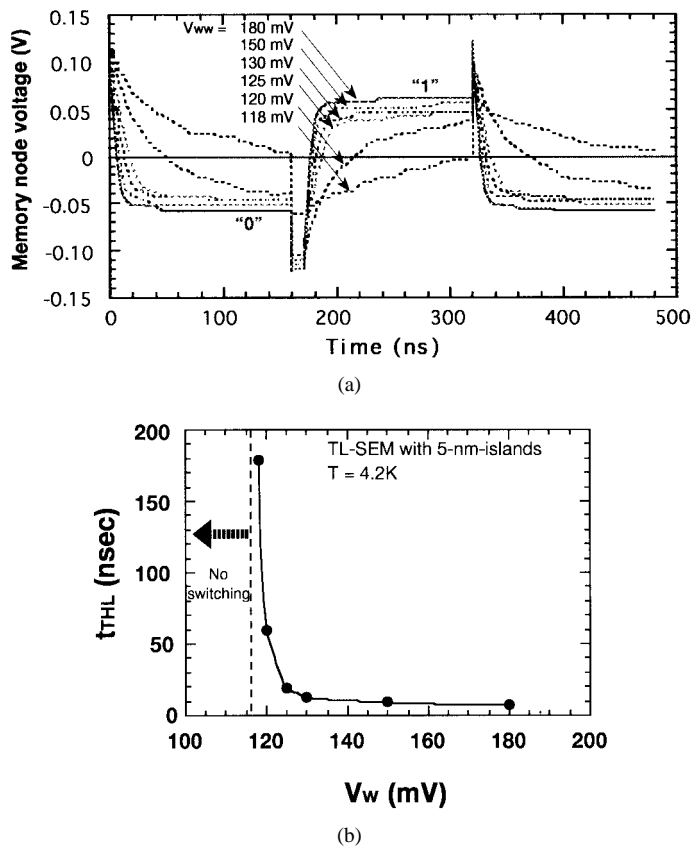 Vww = 180 mV
150 mV
130 mV
125 mV
120 mV
118 mV
"1"
"0"
Memory node voltage (V)
0.15
0.10
0.05
0
-0.05
-0.10
0.15
0 100 200 300 400 500
Time (ns)
(a)
TL-SEM with 5-nm-islands
T = 4.2K
No
switching
tTHL (nsec)
200
150
100
50
0
100 120 140 160 180 200
Vw (mV)
(b)